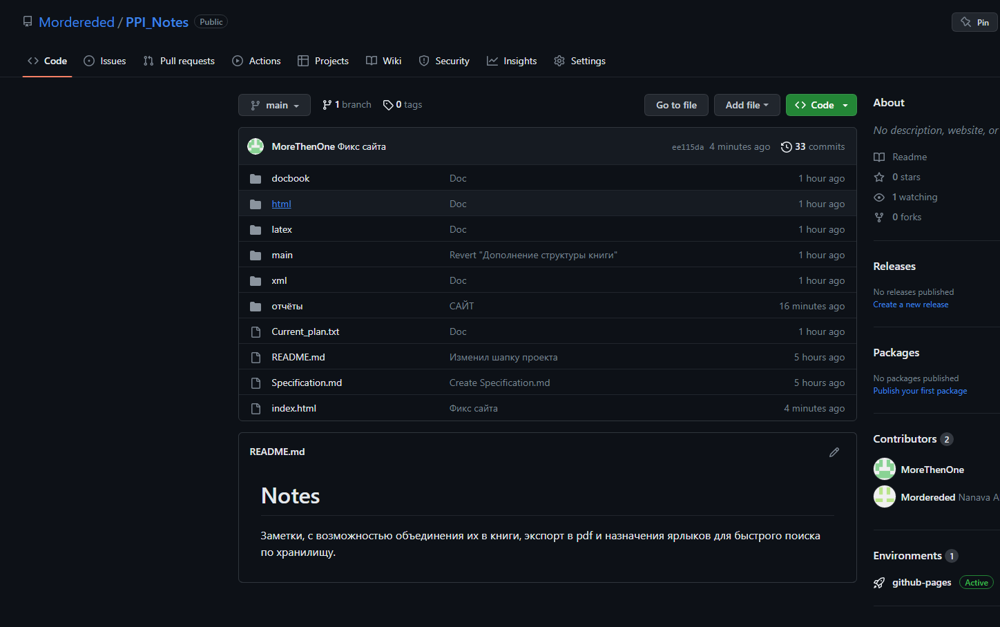 Mordereded / PPI_Notes Public
Pin
Code Issues Pull requests Actions Projects Wiki Security Insights Settings
main 1 branch 0 tags Go to file Add file Code
MoreThenOne Фикс сайта ee115da 4 minutes ago 33 commits
docbook Doc 1 hour ago
html Doc 1 hour ago
latex Doc 1 hour ago
main Revert "Дополнение структуры книги" 1 hour ago
xml Doc 1 hour ago
отчёты САЙТ 16 minutes ago
Current_plan.txt Doc 1 hour ago
README.md Изменил шапку проекта 5 hours ago
Specification.md Create Specification.md 5 hours ago
index.html Фикс сайта 4 minutes ago
README.md
Notes
Заметки, с возможностью объединения их в книги, экспорт в pdf и назначения ярлыков для быстрого поиска
по хранилищу.
About
No description, website, or
Readme
0 stars
1 watching
0 forks
Releases
No releases published
Create a new release
Packages
No packages published
Publish your first package
Contributors 2
MoreThenOne
Mordereded Nanava A
Environments 1
github-pages Active